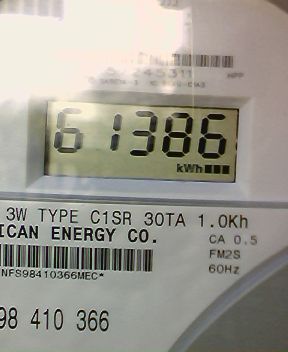 61386
kWh
3W TYPE C1SR 30TA 1.0Kh
ICAN ENERGY CO.
CA 0.5
FM2S
60Hz
NFS98410366MEC*
98 410 366